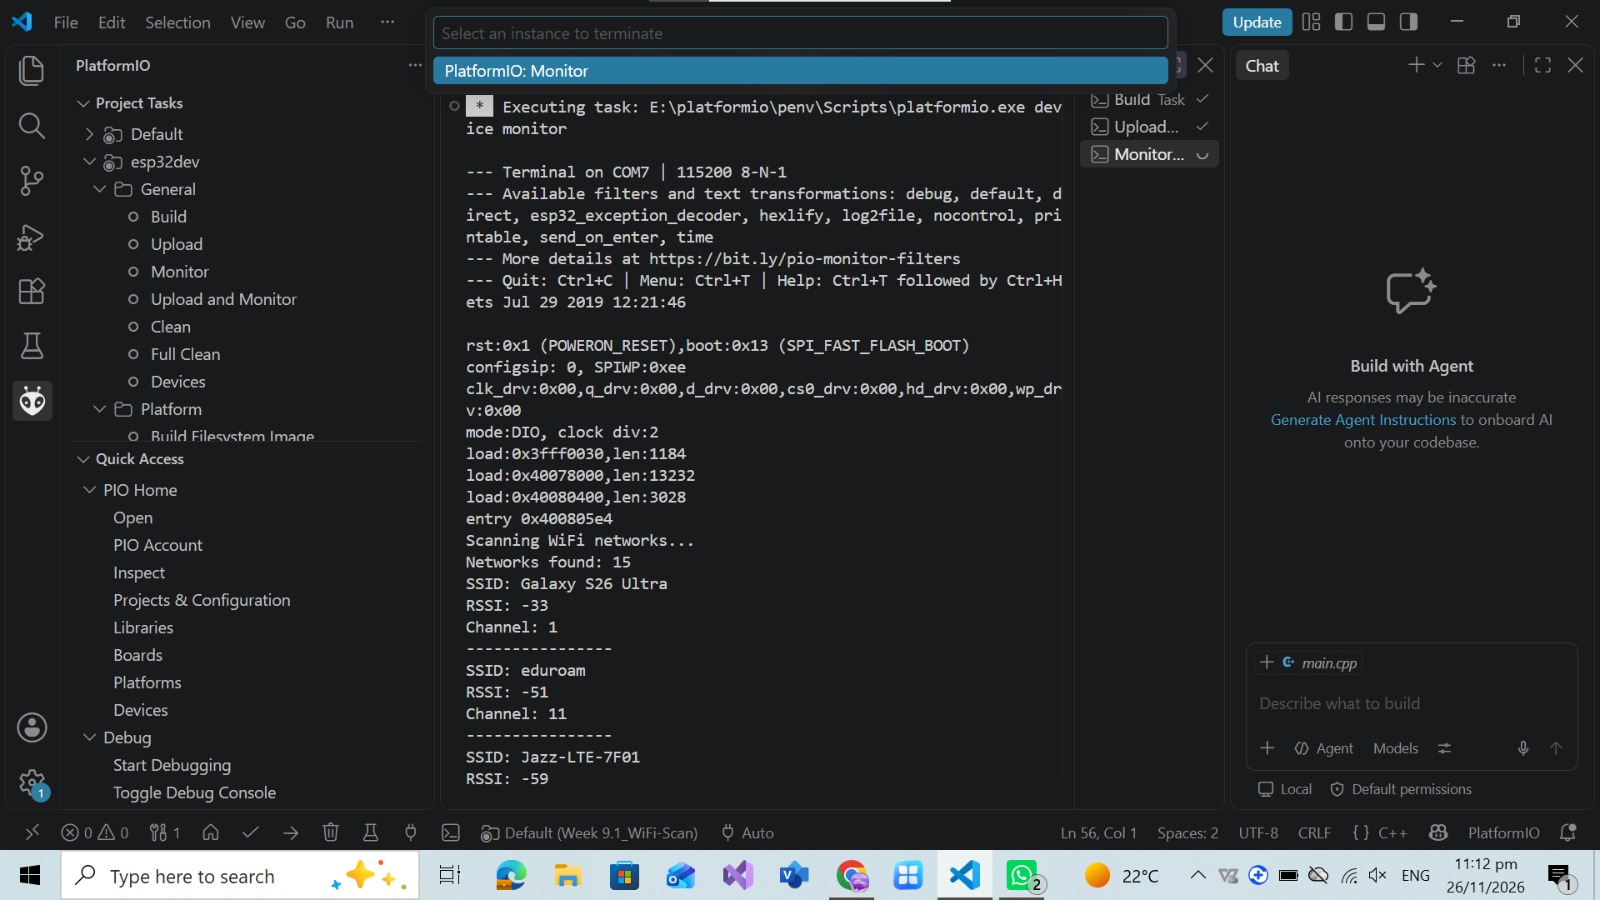 File Edit Selection View Go Run ...
Select an instance to terminate
PlatformIO: Monitor
Update
PlatformIO
Project Tasks
Default
esp32dev
General
Build
Upload
Monitor
Upload and Monitor
Clean
Full Clean
Devices
Platform
Build Filesystem Image
Quick Access
PIO Home
Open
PIO Account
Inspect
Projects & Configuration
Libraries
Boards
Platforms
Devices
Debug
Start Debugging
Toggle Debug Console
1
* Executing task: E:\platformio\penv\Scripts\platformio.exe dev
ice monitor
--- Terminal on COM7 | 115200 8-N-1
--- Available filters and text transformations: debug, default, d
irect, esp32_exception_decoder, hexlify, log2file, nocontrol, pri
ntable, send_on_enter, time
--- More details at https://bit.ly/pio-monitor-filters
--- Quit: Ctrl+C | Menu: Ctrl+T | Help: Ctrl+T followed by Ctrl+H
ets Jul 29 2019 12:21:46
rst:0x1 (POWERON_RESET),boot:0x13 (SPI_FAST_FLASH_BOOT)
configsip: 0, SPIWP:0xee
clk_drv:0x00,q_drv:0x00,d_drv:0x00,cs0_drv:0x00,hd_drv:0x00,wp_dr
v:0x00
mode:DIO, clock div:2
load:0x3fff0030,len:1184
load:0x40078000,len:13232
load:0x40080400,len:3028
entry 0x400805e4
Scanning WiFi networks...
Networks found: 15
SSID: Galaxy S26 Ultra
RSSI: -33
Channel: 1
----------------
SSID: eduroam
RSSI: -51
Channel: 11
----------------
SSID: Jazz-LTE-7F01
RSSI: -59
Build Task
Upload...
Monitor...
Chat
Build with Agent
AI responses may be inaccurate
Generate Agent Instructions to onboard AI
onto your codebase.
main.cpp
Describe what to build
Agent Models
Local Default permissions
0 0 1 Default (Week 9.1_WiFi-Scan) Auto Ln 56, Col 1 Spaces: 2 UTF-8 CRLF {} C++ PlatformIO
Type here to search
2
22°C
ENG
11:12 pm
26/11/2026
1